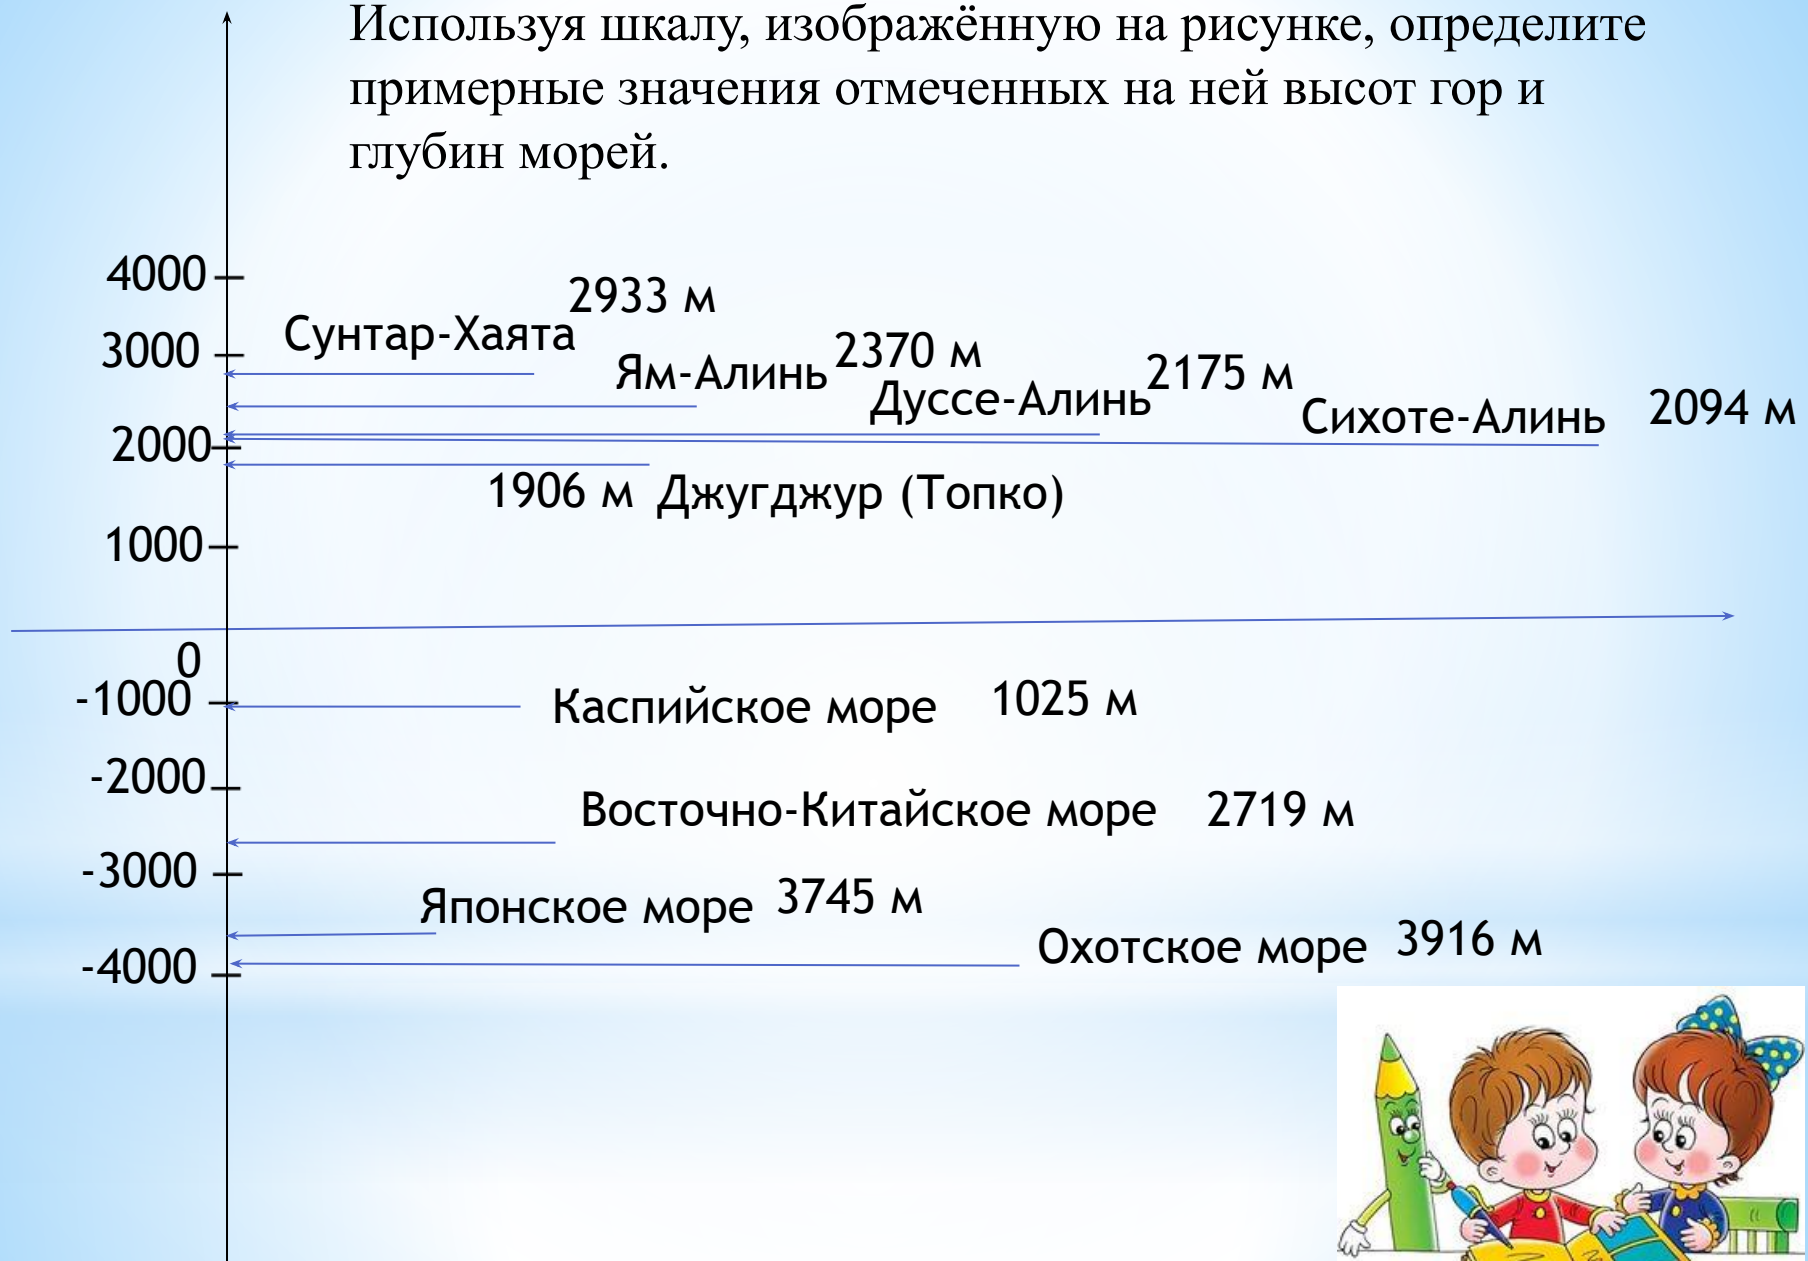 Используя шкалу, изображённую на рисунке, определите
примерные значения отмеченных на ней высот гор и
глубин морей.
4000
2933 м
Сунтар-Хаята
3000
2370 м
Ям-Алинь
2175 м
Дуссе-Алинь
2094 м
Сихоте-Алинь
2000
1906 м Джугджур (Топко)
1000
0
-1000
Каспийское море 1025 м
-2000
Восточно-Китайское море 2719 м
-3000
Японское море 3745 м
Охотское море 3916 м
-4000